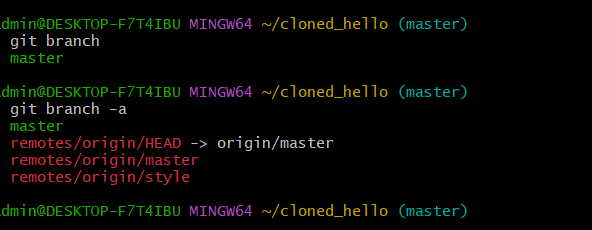 dmin@DESKTOP-F7T4IBU MINGW64 ~/cloned_hello (master)
git branch
master
dmin@DESKTOP-F7T4IBU MINGW64 ~/cloned_hello (master)
git branch -a
master
remotes/origin/HEAD -> origin/master
remotes/origin/master
remotes/origin/style
dmin@DESKTOP-F7T4IBU MINGW64 ~/cloned_hello (master)